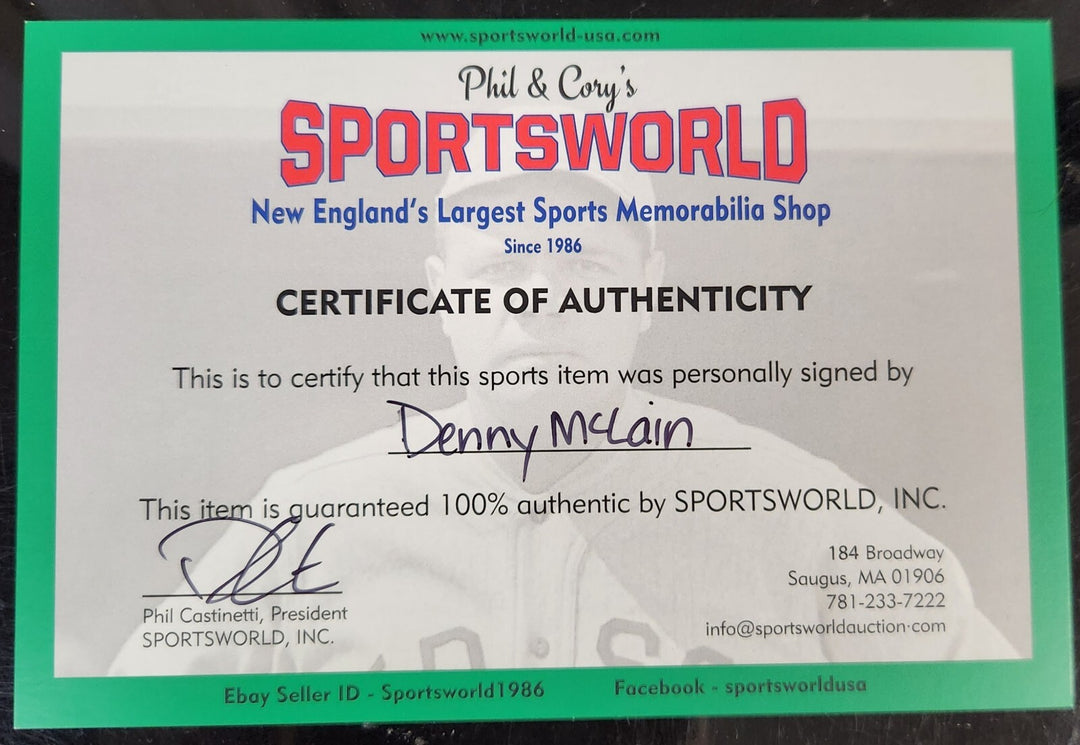 www.sportsworld-usa.com
Phil & Cory's
SPORTSWORLD
New England's Largest Sports Memorabilia Shop
Since 1986
CERTIFICATE OF AUTHENTICITY
This is to certify that this sports item was personally signed by
Denny McLain
This item is guaranteed 100% authentic by SPORTSWORLD, INC.
Phil Castinetti, President
SPORTSWORLD, INC.
184 Broadway
Saugus, MA 01906
781-233-7222
info@sportsworldauction.com
Ebay Seller ID - Sportsworld1986
Facebook - sportsworldusa